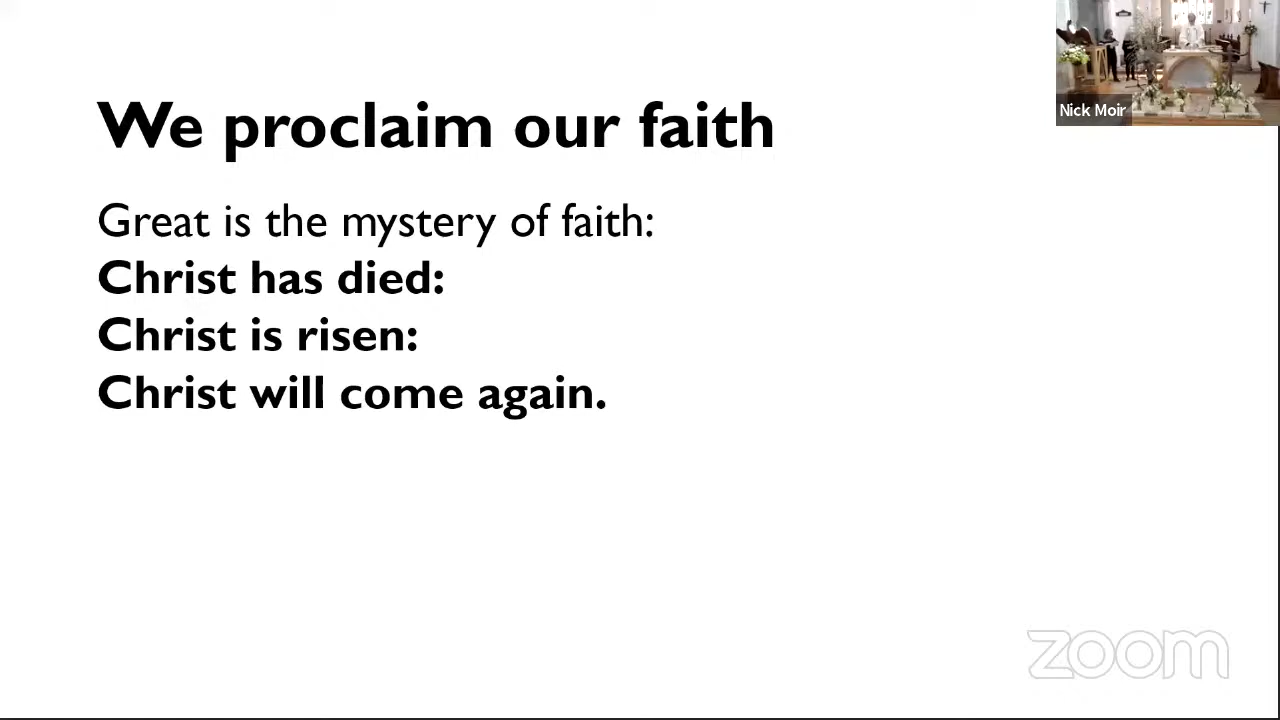 We proclaim our faith
Great is the mystery of faith:
Christ has died:
Christ is risen:
Christ will come again.
Nick Moir
zoom